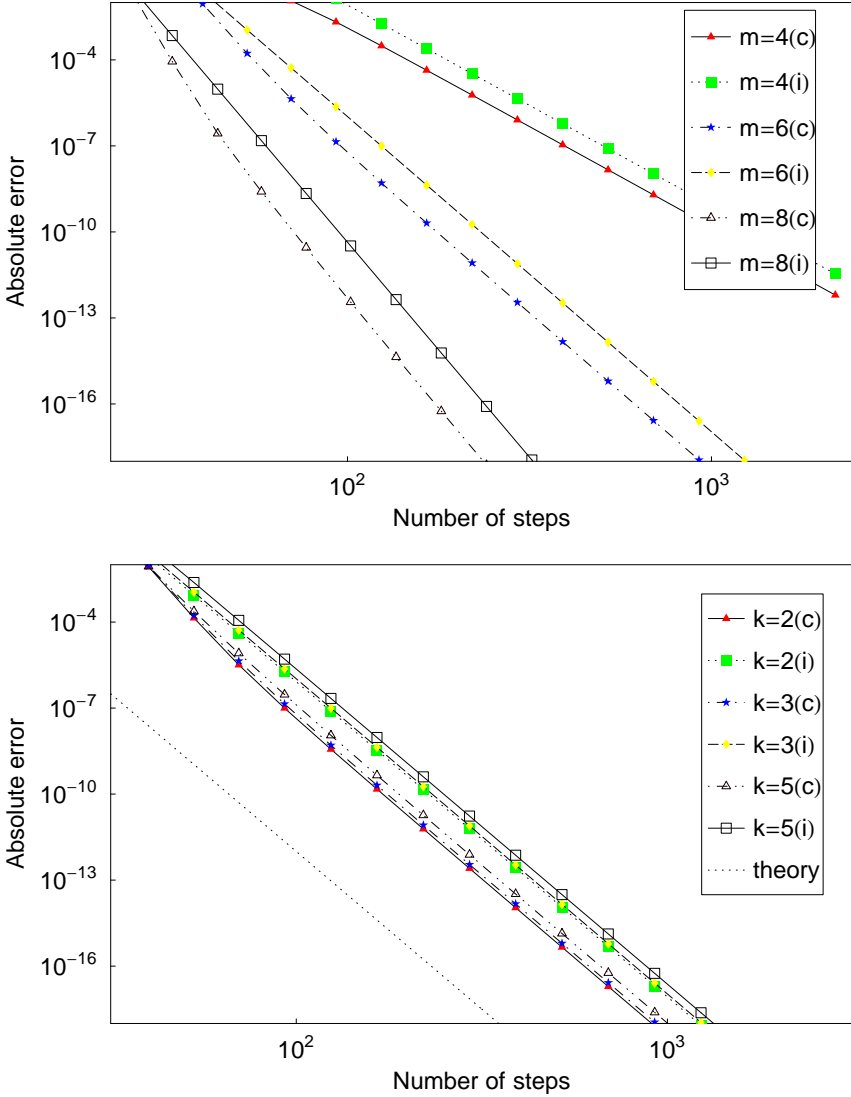 10^-4
10^-7
10^-10
10^-13
10^-16
Absolute error
10^2
10^3
Number of steps
m=4(c)
m=4(i)
m=6(c)
m=6(i)
m=8(c)
m=8(i)
10^-4
10^-7
10^-10
10^-13
10^-16
Absolute error
10^2
10^3
Number of steps
k=2(c)
k=2(i)
k=3(c)
k=3(i)
k=5(c)
k=5(i)
theory